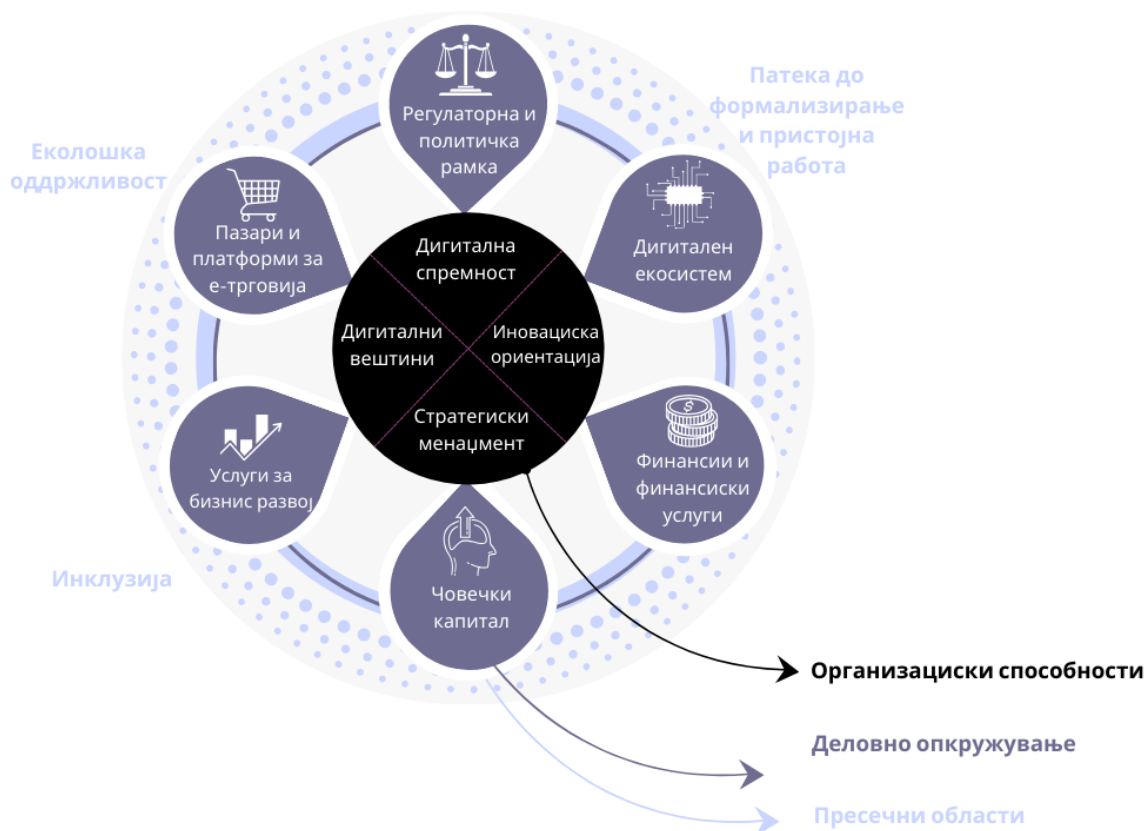 Регулаторна и
политичка
рамка
Патека до
формализирање
и пристојна
работа
Еколошка
оддржливост
Пазари и
платформи за
е-трговија
Дигитален
екосистем
Дигитална
спремност
Дигитални
вештини
Иновациска
ориентација
Стратегиски
менаџмент
Услуги за
бизнис развој
$
Финансии и
финансиски
услуги
Човечки
капитал
Инклузија
Организациски способности
Деловно опкружување
Пресечни области